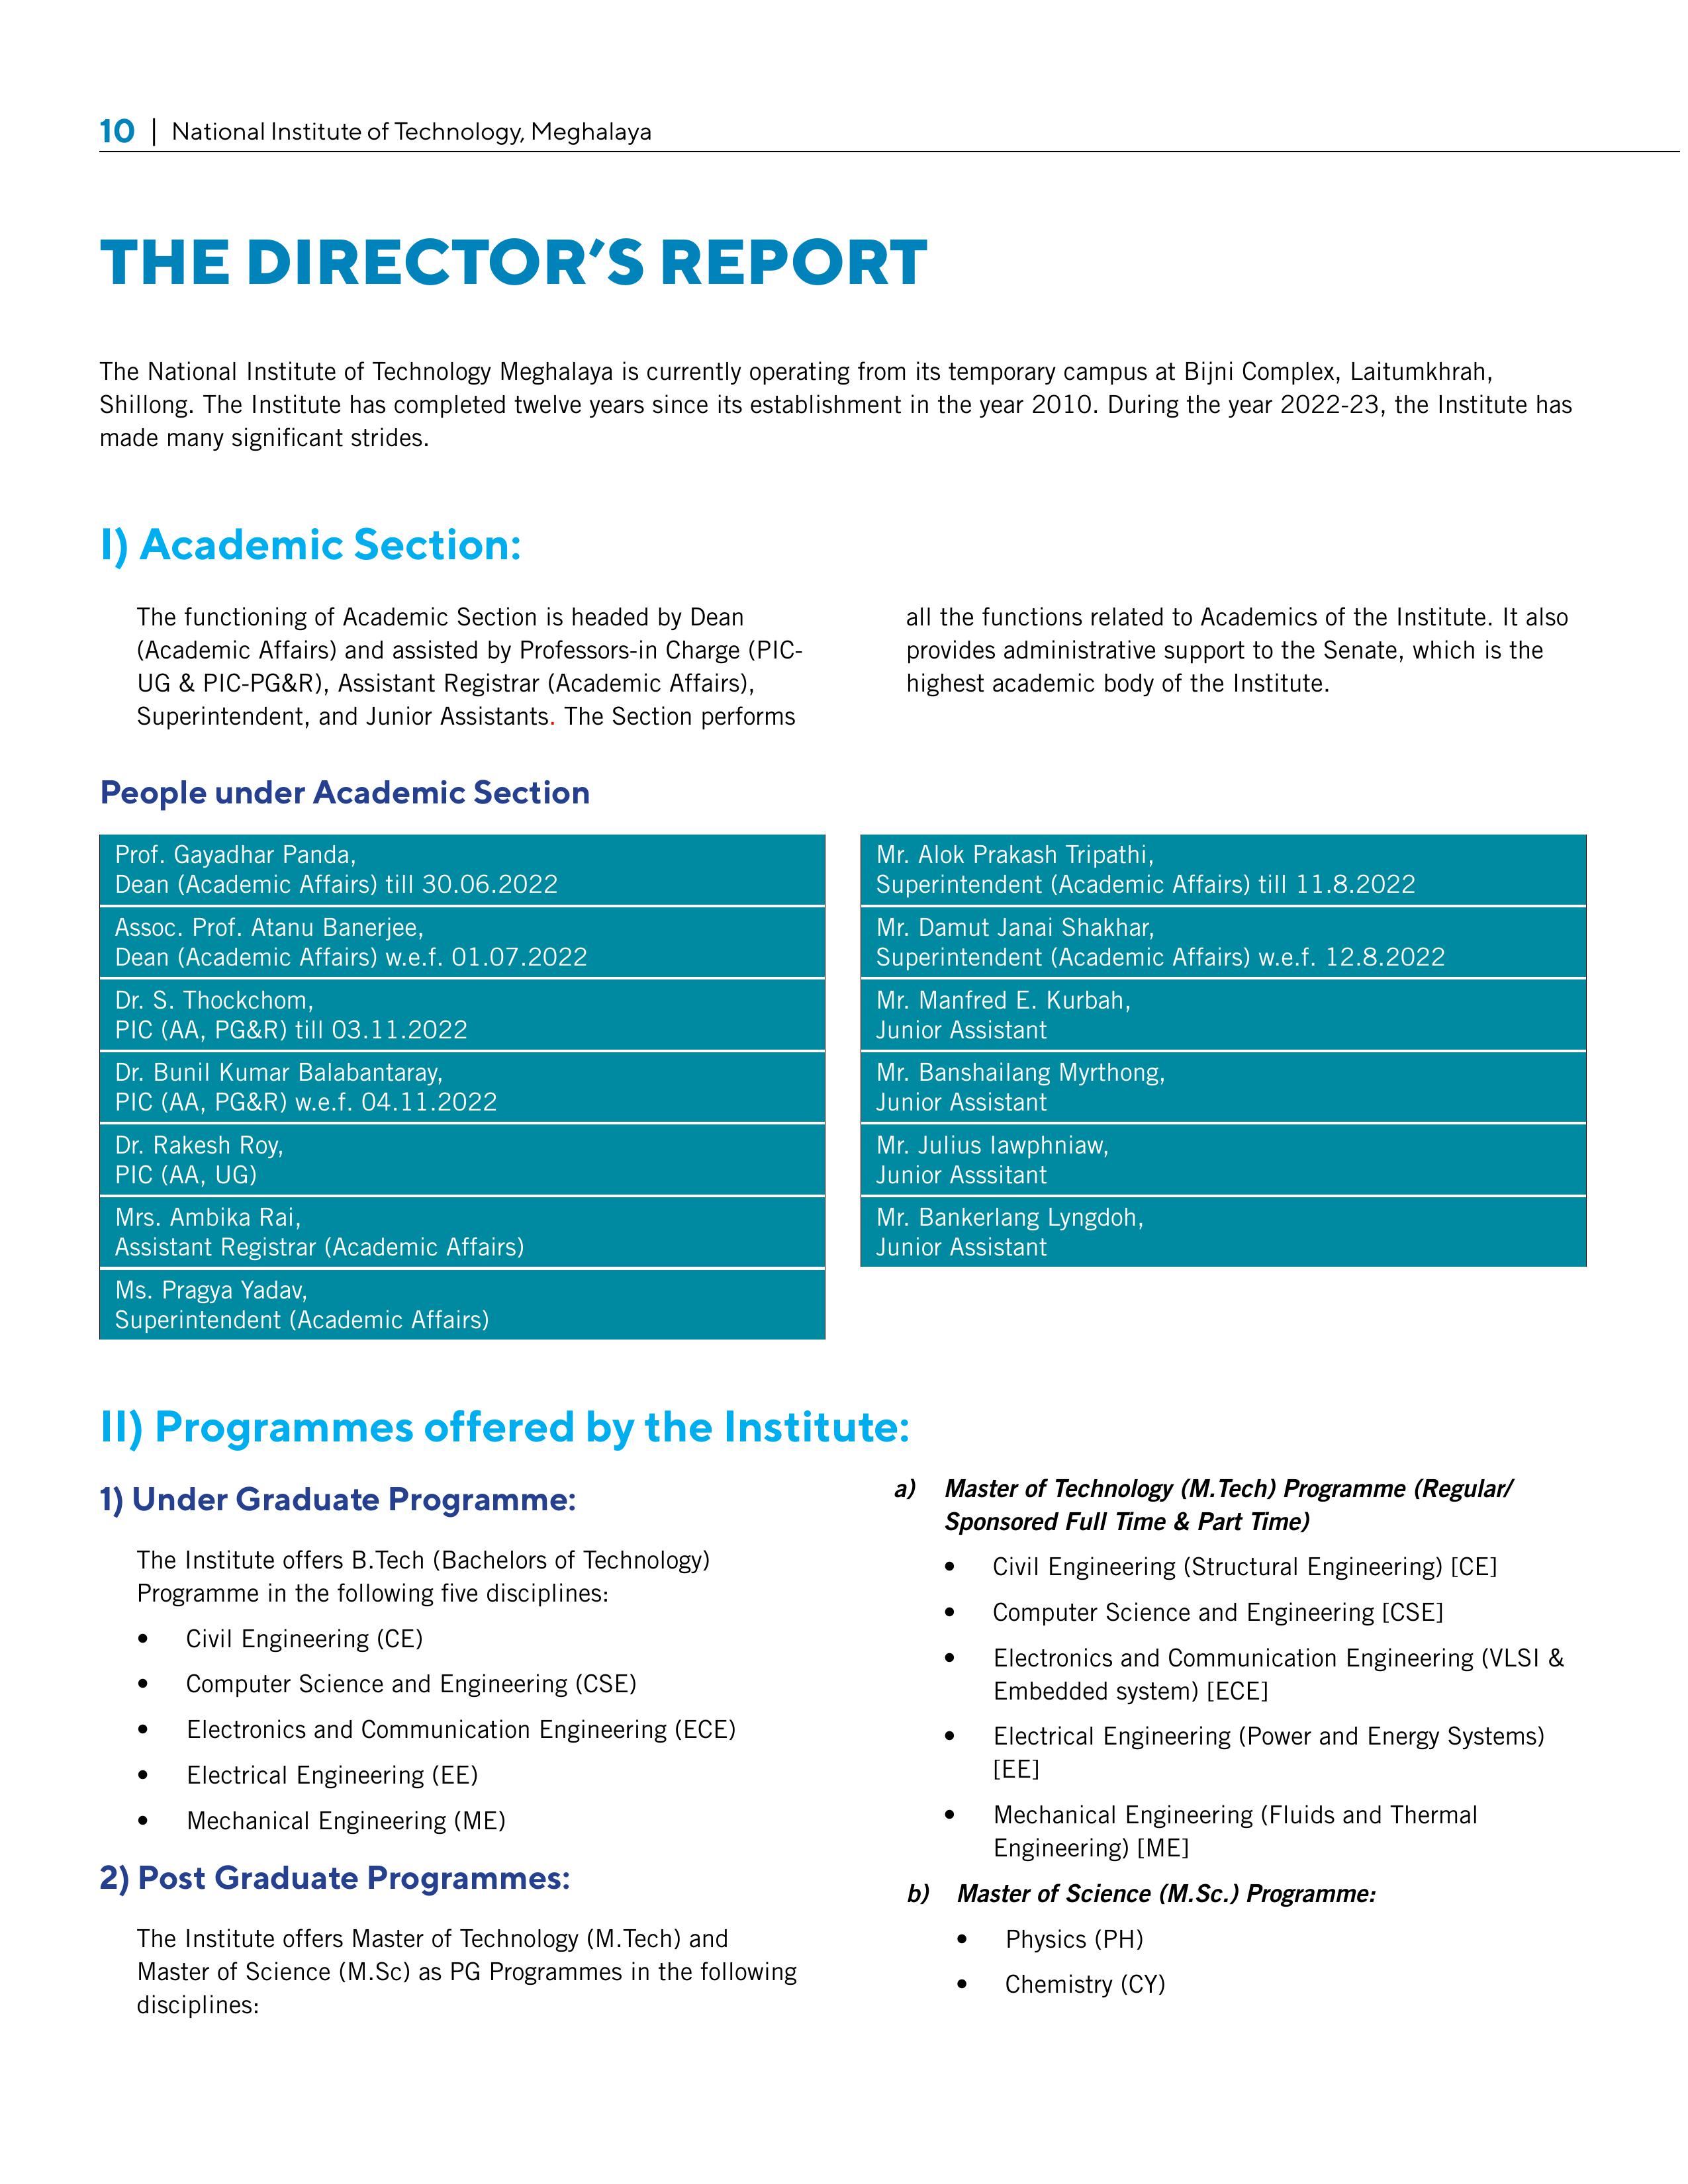 10 | National Institute of Technology, Meghalaya
THE DIRECTOR’S REPORT
The National Institute of Technology Meghalaya is currently operating from its temporary campus at Bijni Complex, Laitumkhrah,
Shillong. The Institute has completed twelve years since its establishment in the year 2010. During the year 2022-23, the Institute has
made many significant strides.
I) Academic Section:
The functioning of Academic Section is headed by Dean
(Academic Affairs) and assisted by Professors-in Charge (PIC-
UG & PIC-PG&R), Assistant Registrar (Academic Affairs),
Superintendent, and Junior Assistants. The Section performs
all the functions related to Academics of the Institute. It also
provides administrative support to the Senate, which is the
highest academic body of the Institute.
People under Academic Section
Prof. Gayadhar Panda,
Dean (Academic Affairs) till 30.06.2022
Assoc. Prof. Atanu Banerjee,
Dean (Academic Affairs) w.e.f. 01.07.2022
Dr. S. Thockchom,
PIC (AA, PG&R) till 03.11.2022
Dr. Bunil Kumar Balabantaray,
PIC (AA, PG&R) w.e.f. 04.11.2022
Dr. Rakesh Roy,
PIC (AA, UG)
Mrs. Ambika Rai,
Assistant Registrar (Academic Affairs)
Ms. Pragya Yadav,
Superintendent (Academic Affairs)
Mr. Alok Prakash Tripathi,
Superintendent (Academic Affairs) till 11.8.2022
Mr. Damut Janai Shakhar,
Superintendent (Academic Affairs) w.e.f. 12.8.2022
Mr. Manfred E. Kurbah,
Junior Assistant
Mr. Banshailang Myrthong,
Junior Assistant
Mr. Julius Iawphniaw,
Junior Asssitant
Mr. Bankerlang Lyngdoh,
Junior Assistant
II) Programmes offered by the Institute:
1) Under Graduate Programme:
The Institute offers B.Tech (Bachelors of Technology)
Programme in the following five disciplines:
• Civil Engineering (CE)
• Computer Science and Engineering (CSE)
• Electronics and Communication Engineering (ECE)
• Electrical Engineering (EE)
• Mechanical Engineering (ME)
2) Post Graduate Programmes:
The Institute offers Master of Technology (M.Tech) and
Master of Science (M.Sc) as PG Programmes in the following
disciplines:
a) Master of Technology (M.Tech) Programme (Regular/
Sponsored Full Time & Part Time)
• Civil Engineering (Structural Engineering) [CE]
• Computer Science and Engineering [CSE]
• Electronics and Communication Engineering (VLSI &
Embedded system) [ECE]
• Electrical Engineering (Power and Energy Systems)
[EE]
• Mechanical Engineering (Fluids and Thermal
Engineering) [ME]
b) Master of Science (M.Sc.) Programme:
• Physics (PH)
• Chemistry (CY)